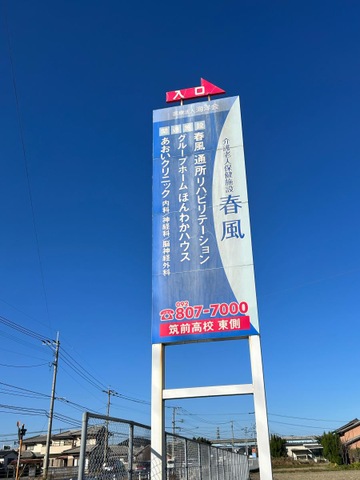 入口
介護老人保健施設
春風
関連施設
春風 通所リハビリテーション
グループホーム ほんわかハウス
あおいクリニック 内科/神経科/脳神経外科
☎092 807-7000
筑前高校 東側